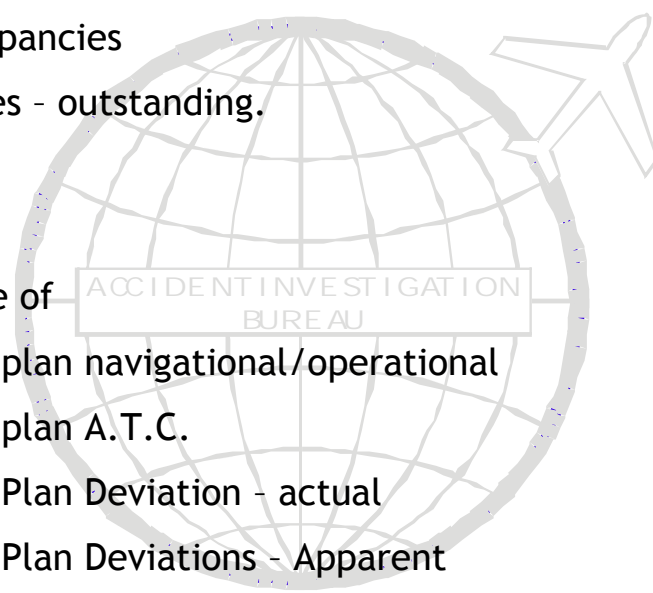 pancies
es – outstanding.
e of
ACCIDENT INVESTIGATION
BUREAU
plan navigational/operational
plan A.T.C.
Plan Deviation – actual
Plan Deviations – Apparent